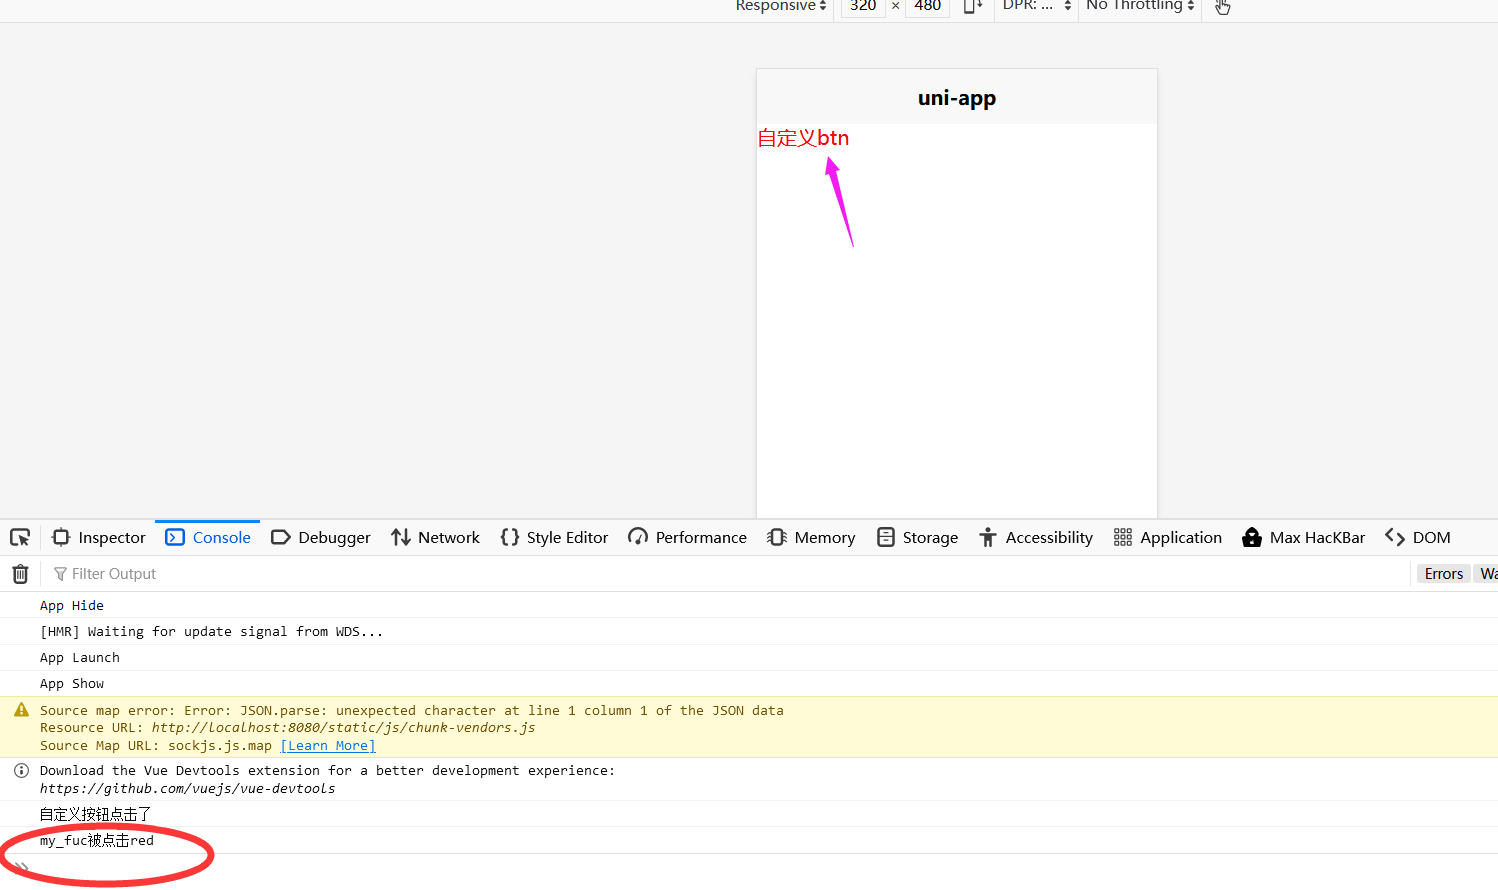 Responsive 320 × 480 DPR: ... No Throttling
uni-app
自定义btn
Inspector Console Debugger Network Style Editor Performance Memory Storage Accessibility Application Max HacKBar DOM
Filter Output Errors Wa
App Hide
[HMR] Waiting for update signal from WDS...
App Launch
App Show
Source map error: Error: JSON.parse: unexpected character at line 1 column 1 of the JSON data
Resource URL: http://localhost:8080/static/js/chunk-vendors.js
Source Map URL: sockjs.js.map [Learn More]
Download the Vue Devtools extension for a better development experience:
https://github.com/vuejs/vue-devtools
自定义按钮点击了
my_fuc被点击red